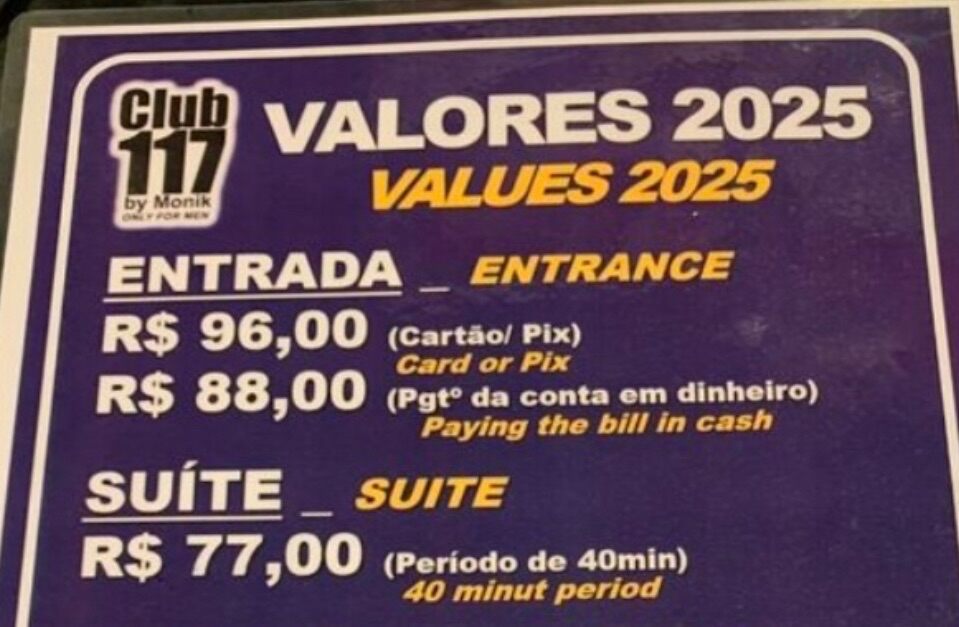 Club
117
by Monik
ONLY FOR MEN
VALORES 2025
VALUES 2025
ENTRADA _ ENTRANCE
R$ 96,00 (Cartão/ Pix)
Card or Pix
R$ 88,00 (Pgtº da conta em dinheiro)
Paying the bill in cash
SUÍTE _ SUITE
R$ 77,00 (Período de 40min)
40 minut period